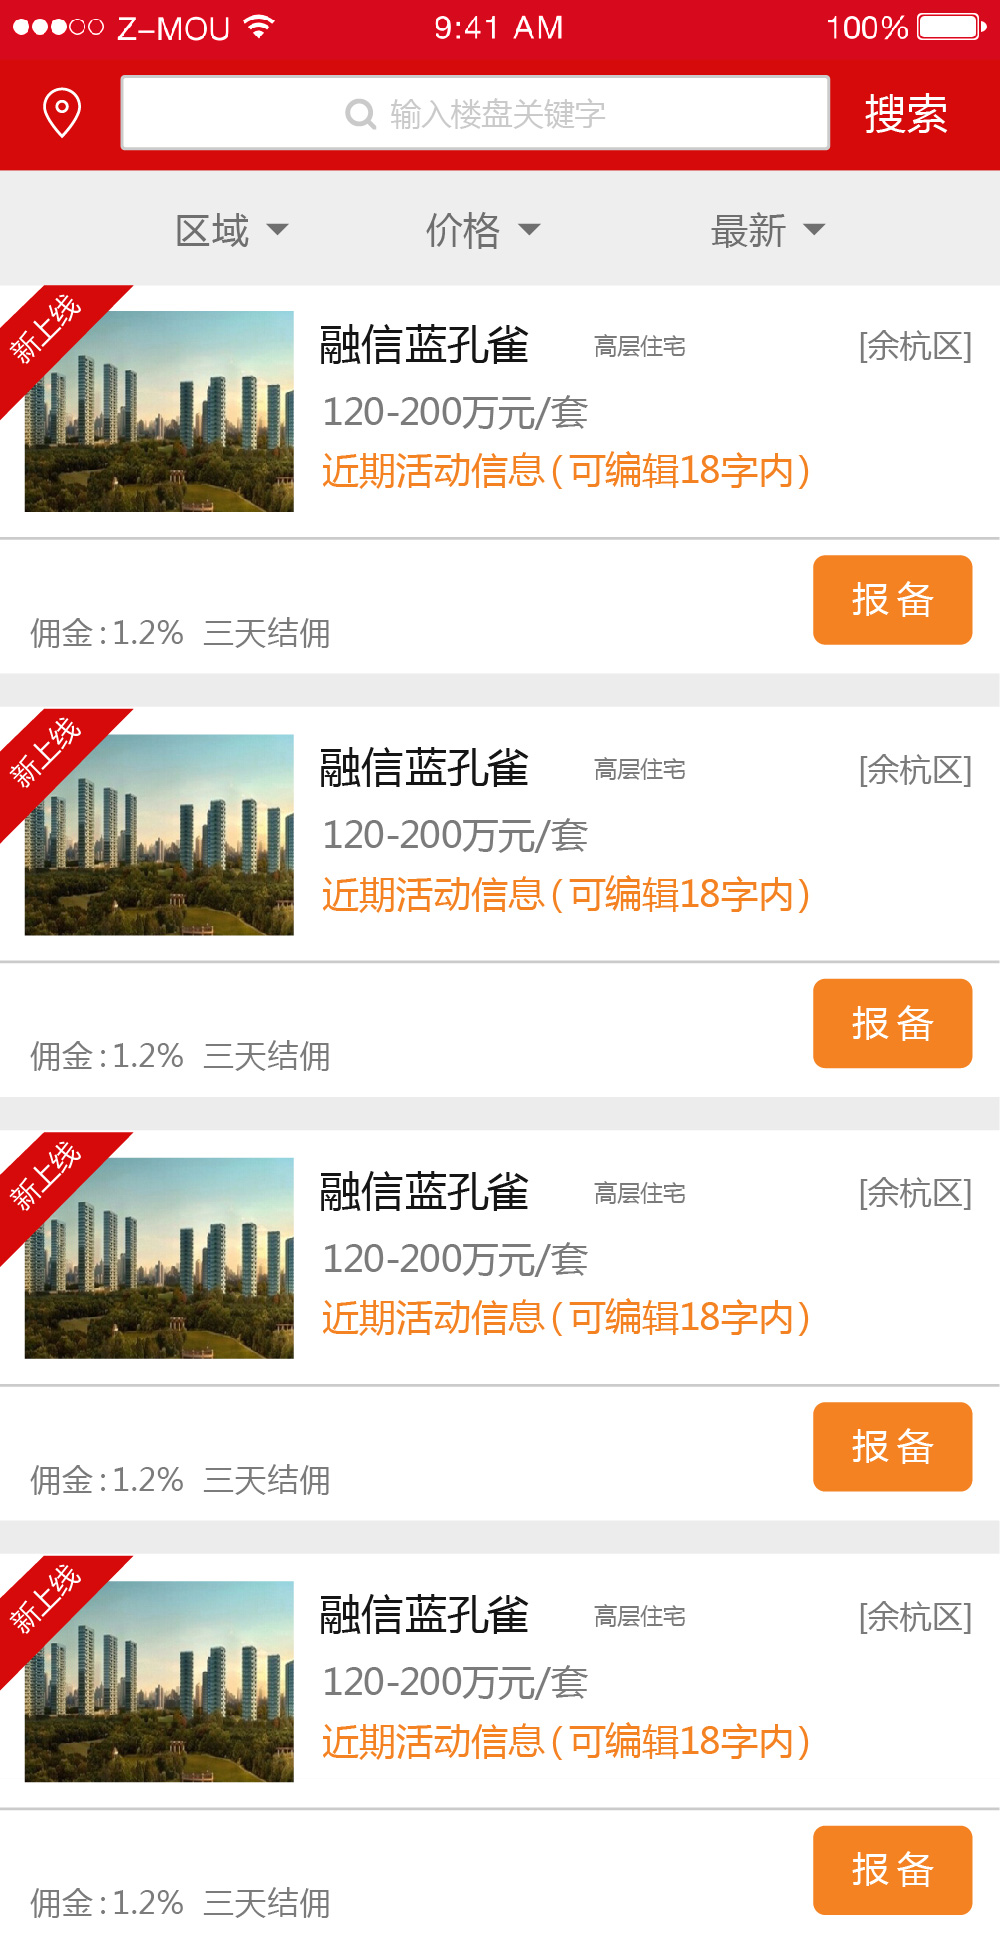 Z-MOU 9:41 AM 100%
输入楼盘关键字 搜索
区域 价格 最新
新上线
融信蓝孔雀 高层住宅 [余杭区]
120-200万元/套
近期活动信息(可编辑18字内)
佣金:1.2% 三天结佣 报备
新上线
融信蓝孔雀 高层住宅 [余杭区]
120-200万元/套
近期活动信息(可编辑18字内)
佣金:1.2% 三天结佣 报备
新上线
融信蓝孔雀 高层住宅 [余杭区]
120-200万元/套
近期活动信息(可编辑18字内)
佣金:1.2% 三天结佣 报备
新上线
融信蓝孔雀 高层住宅 [余杭区]
120-200万元/套
近期活动信息(可编辑18字内)
佣金:1.2% 三天结佣 报备